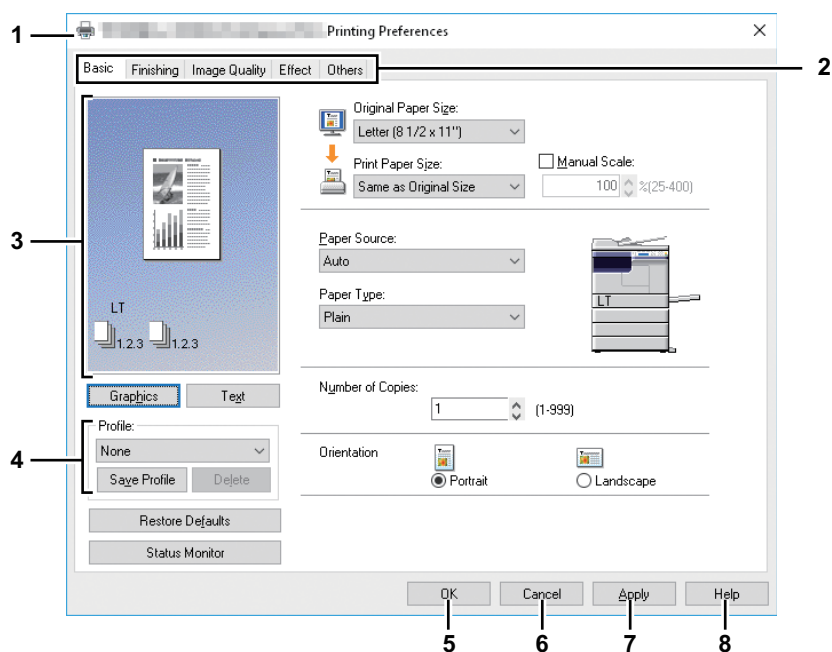 1
Printing Preferences
2
Basic Finishing Image Quality Effect Others
3
LT
1.2.3 1.2.3
Graphics Text
4
Profile:
None
Save Profile Delete
Restore Defaults
Status Monitor
Original Paper Size:
Letter (8 1/2 x 11")
Print Paper Size:
Same as Original Size
Manual Scale:
100 %(25-400)
Paper Source:
Auto
Paper Type:
Plain
LT
Number of Copies:
1 (1-999)
Orientation
Portrait Landscape
OK Cancel Apply Help
5 6 7 8